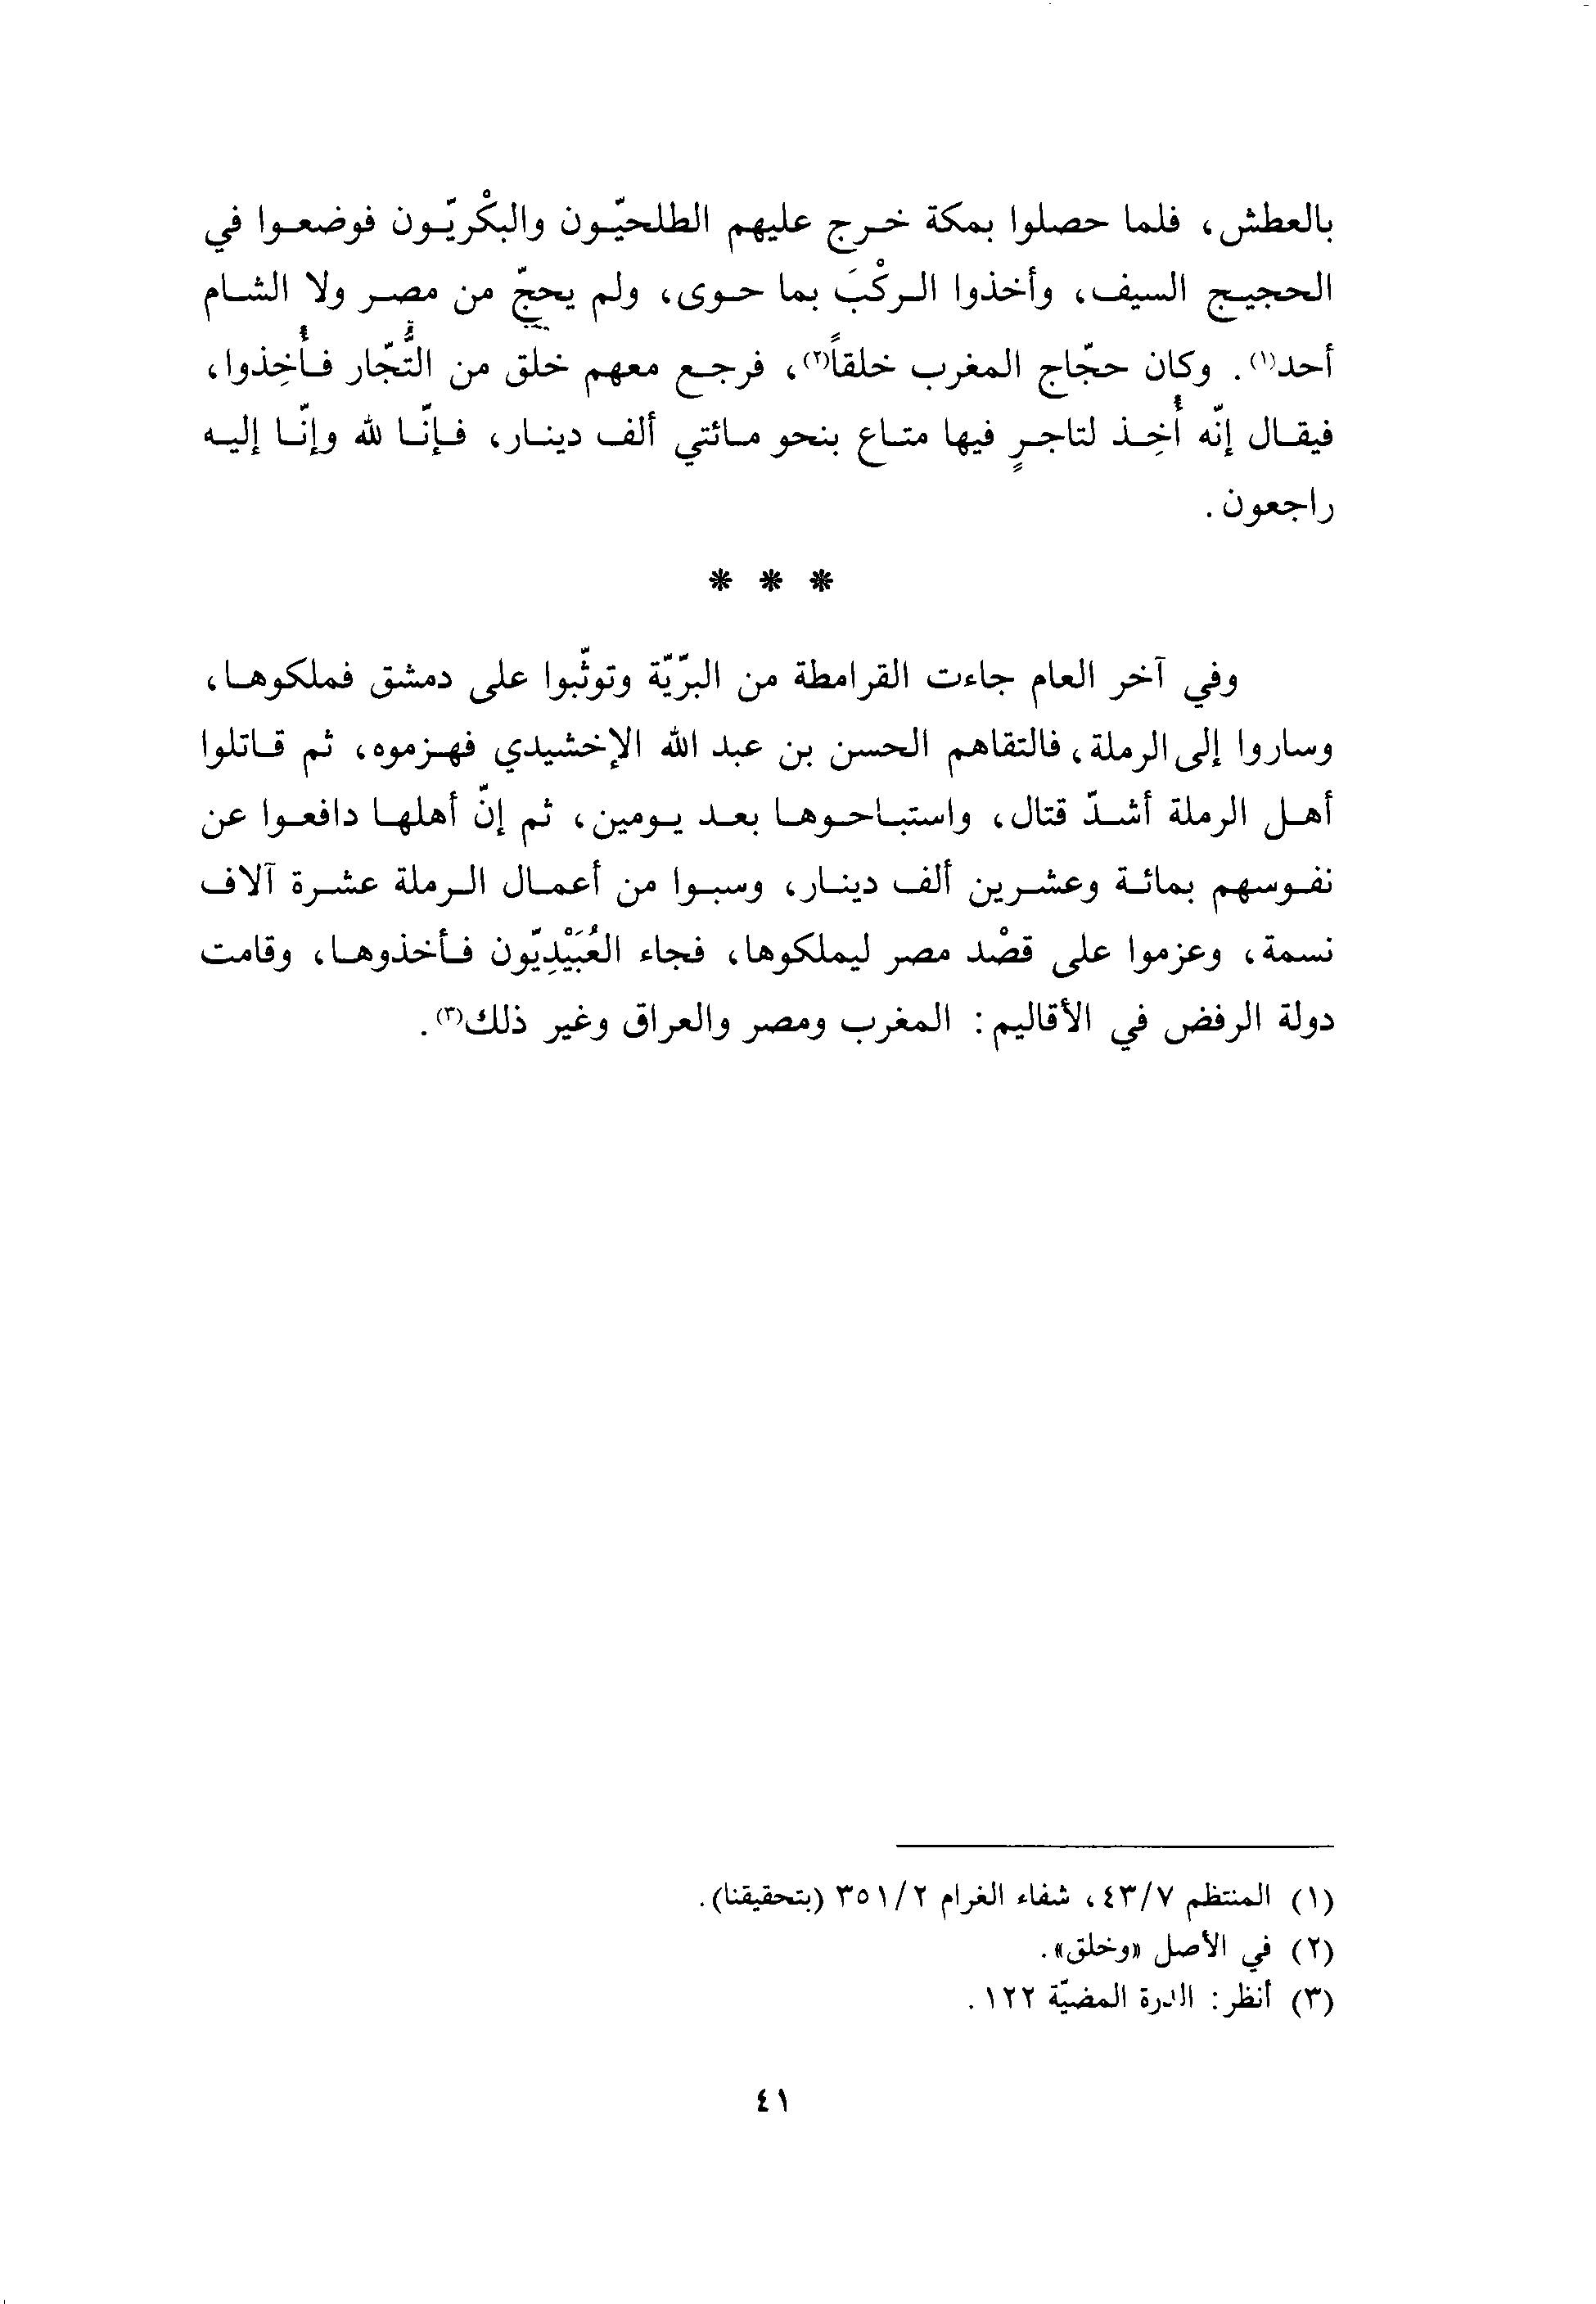 بالعطش، فلما حصلوا بمكة خرج عليهم الطلحيّون والبكْريّون فوضعوا في
الحجيج السيف، وأخذوا الركْبَ بما حوى، ولم يحجّ من مصر ولا الشام
أحد(١). وكان حجّاج المغرب خلقاً(٢)، فرجع معهم خلق من التُّجّار فأُخِذوا،
فيقال إنّه أُخِذ لتاجرٍ فيها متاع بنحو مائتي ألف دينار، فإنّا لله وإنّا إليه
راجعون.
* * *
وفي آخر العام جاءت القرامطة من البرّيّة وتوثّبوا على دمشق فملكوها،
وساروا إلى الرملة، فالتقاهم الحسن بن عبد الله الإخشيدي فهزموه، ثم قاتلوا
أهل الرملة أشدّ قتال، واستباحوها بعد يومين، ثم إنّ أهلها دافعوا عن
نفوسهم بمائة وعشرين ألف دينار، وسبوا من أعمال الرملة عشرة آلاف
نسمة، وعزموا على قصْد مصر ليملكوها، فجاء العُبَيْدِيّون فأخذوها، وقامت
دولة الرفض في الأقاليم: المغرب ومصر والعراق وغير ذلك(٣).
(١) المنتظم ٤٣/٧، شفاء الغرام ٣٥١/٢ (بتحقيقنا).
(٢) في الأصل «وخلق».
(٣) أنظر: الدرة المضيّة ١٢٢.
٤١